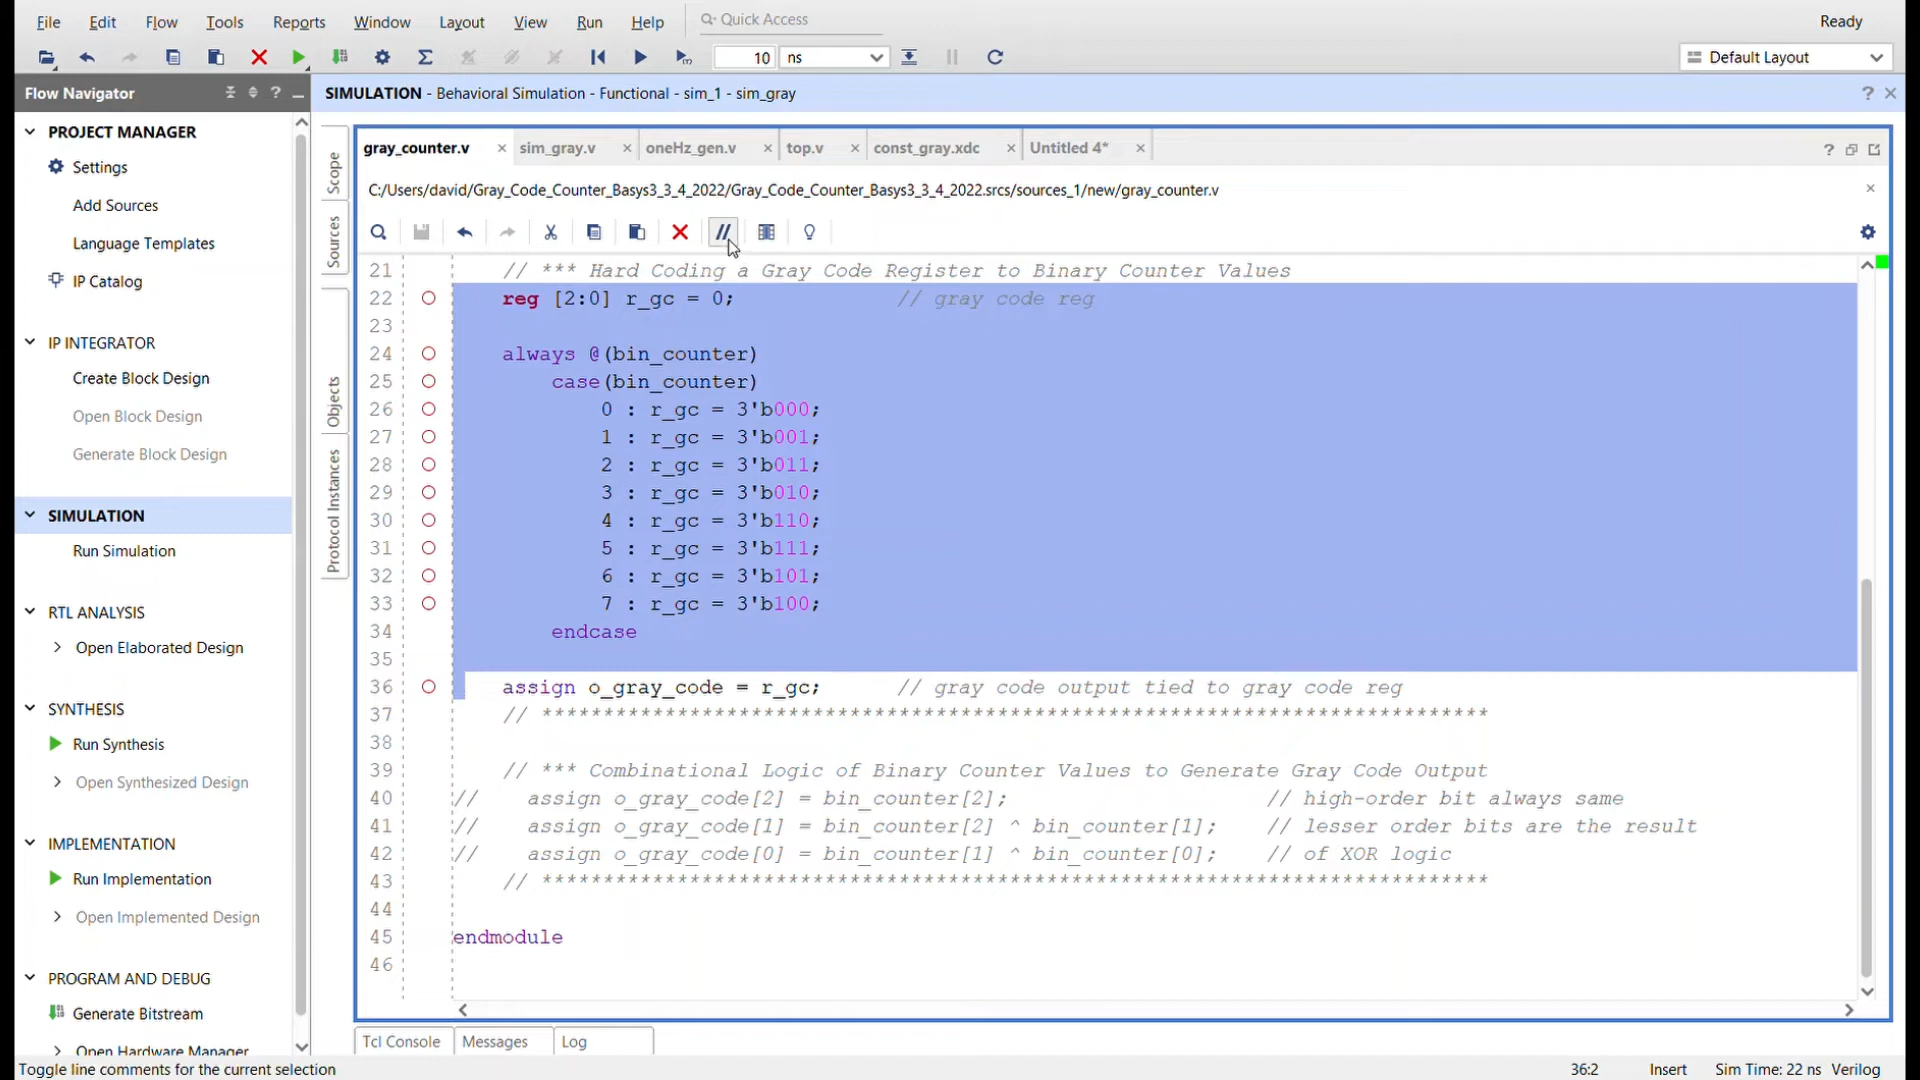 File Edit Flow Tools Reports Window Layout View Run Help Quick Access Ready
10 ns Default Layout
Flow Navigator
SIMULATION - Behavioral Simulation - Functional - sim_1 - sim_gray
PROJECT MANAGER
Settings
Add Sources
Language Templates
IP Catalog
IP INTEGRATOR
Create Block Design
Open Block Design
Generate Block Design
SIMULATION
Run Simulation
RTL ANALYSIS
Open Elaborated Design
SYNTHESIS
Run Synthesis
Open Synthesized Design
IMPLEMENTATION
Run Implementation
Open Implemented Design
PROGRAM AND DEBUG
Generate Bitstream
Open Hardware Manager
Scope
Sources
Objects
Protocol Instances
gray_counter.v sim_gray.v oneHz_gen.v top.v const_gray.xdc Untitled 4*
C:/Users/david/Gray_Code_Counter_Basys3_3_4_2022/Gray_Code_Counter_Basys3_3_4_2022.srcs/sources_1/new/gray_counter.v
21 // *** Hard Coding a Gray Code Register to Binary Counter Values
22 reg [2:0] r_gc = 0; // gray code reg
23
24 always @(bin_counter)
25 case(bin_counter)
26 0 : r_gc = 3'b000;
27 1 : r_gc = 3'b001;
28 2 : r_gc = 3'b011;
29 3 : r_gc = 3'b010;
30 4 : r_gc = 3'b110;
31 5 : r_gc = 3'b111;
32 6 : r_gc = 3'b101;
33 7 : r_gc = 3'b100;
34 endcase
35
36 assign o_gray_code = r_gc; // gray code output tied to gray code reg
37 // ******************************************************************************
38
39 // *** Combinational Logic of Binary Counter Values to Generate Gray Code Output
40 // assign o_gray_code[2] = bin_counter[2]; // high-order bit always same
41 // assign o_gray_code[1] = bin_counter[2] ^ bin_counter[1]; // lesser order bits are the result
42 // assign o_gray_code[0] = bin_counter[1] ^ bin_counter[0]; // of XOR logic
43 // ******************************************************************************
44
45 endmodule
46
Tcl Console Messages Log
Toggle line comments for the current selection 36:2 Insert Sim Time: 22 ns Verilog